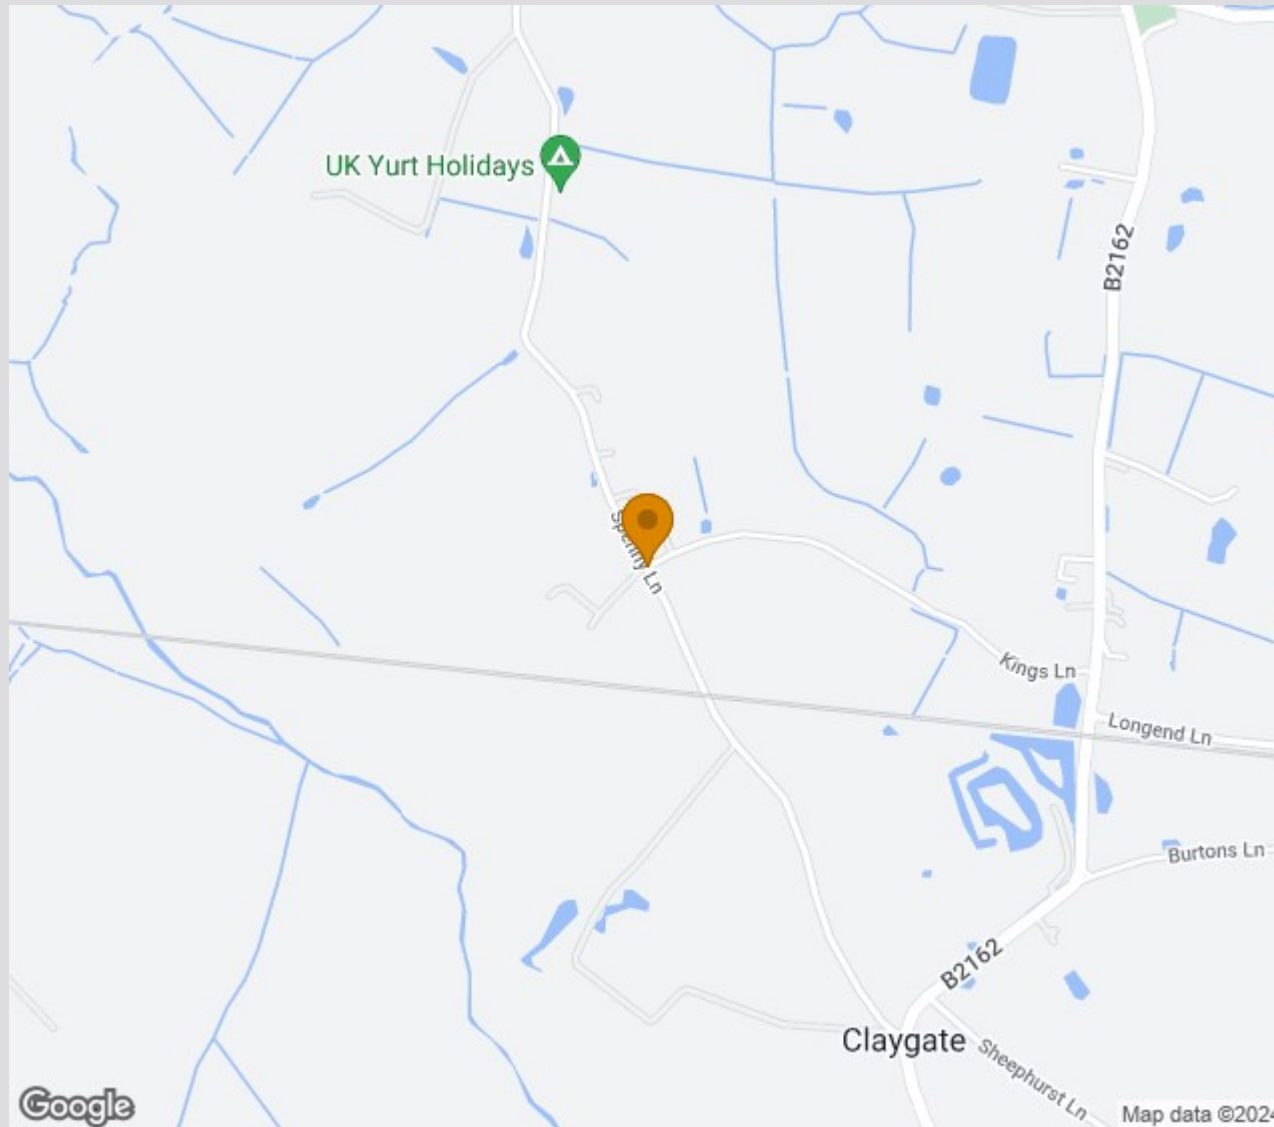 UK Yurt Holidays
B2162
Spenny Ln
Kings Ln
Longend Ln
Burtons Ln
B2162
Claygate
Sheephurst Ln
Google
Map data ©2024